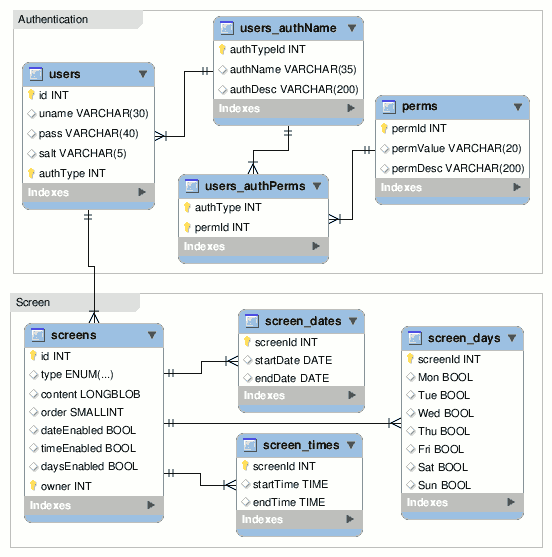 Authentication
users_authName
authTypeId INT
authName VARCHAR(35)
authDesc VARCHAR(200)
Indexes
users
id INT
uname VARCHAR(30)
pass VARCHAR(40)
salt VARCHAR(5)
authType INT
Indexes
perms
permId INT
permValue VARCHAR(20)
permDesc VARCHAR(200)
Indexes
users_authPerms
authType INT
permId INT
Indexes
Screen
screens
id INT
type ENUM(...)
content LONGBLOB
order SMALLINT
dateEnabled BOOL
timeEnabled BOOL
daysEnabled BOOL
owner INT
Indexes
screen_dates
screenId INT
startDate DATE
endDate DATE
Indexes
screen_days
screenId INT
Mon BOOL
Tue BOOL
Wed BOOL
Thu BOOL
Fri BOOL
Sat BOOL
Sun BOOL
Indexes
screen_times
screenId INT
startTime TIME
endTime TIME
Indexes